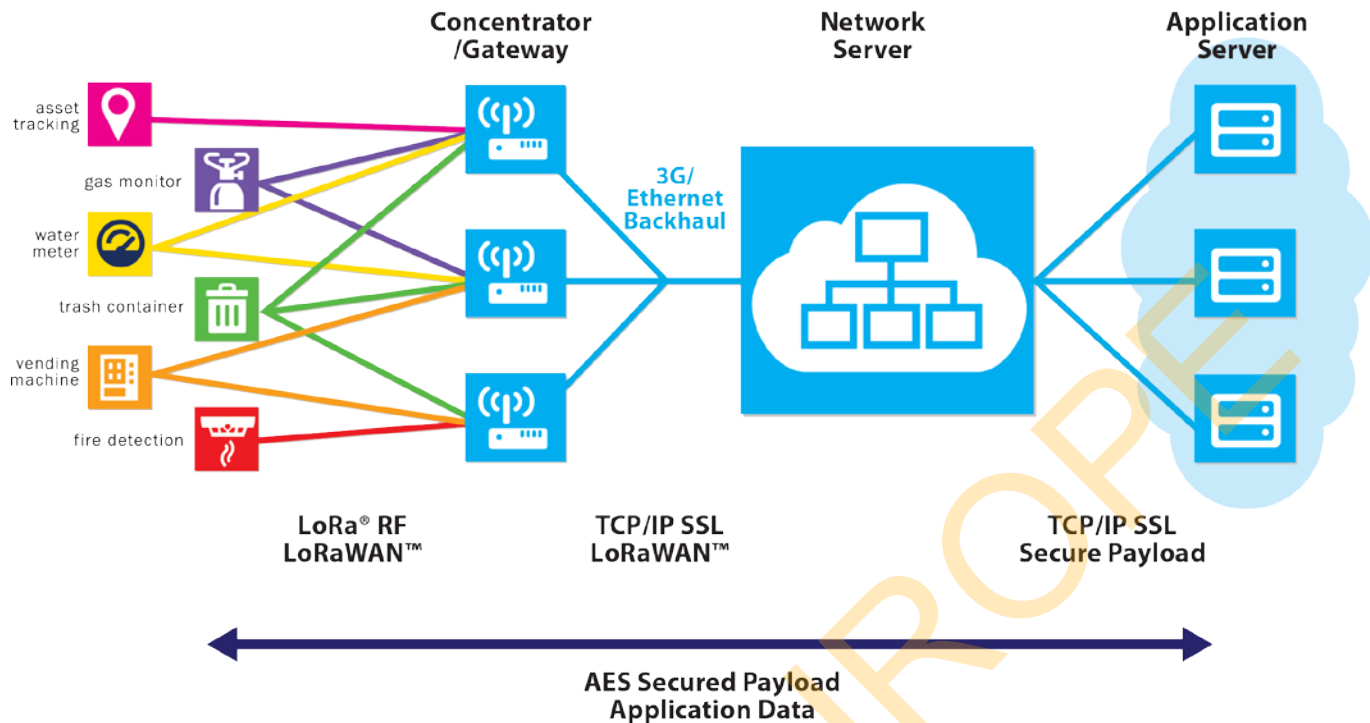 Concentrator
/Gateway
Network
Server
Application
Server
asset
tracking
gas monitor
water
meter
trash container
vending
machine
fire detection
3G/
Ethernet
Backhaul
LoRa® RF
LoRaWAN™
TCP/IP SSL
LoRaWAN™
TCP/IP SSL
Secure Payload
AES Secured Payload
Application Data